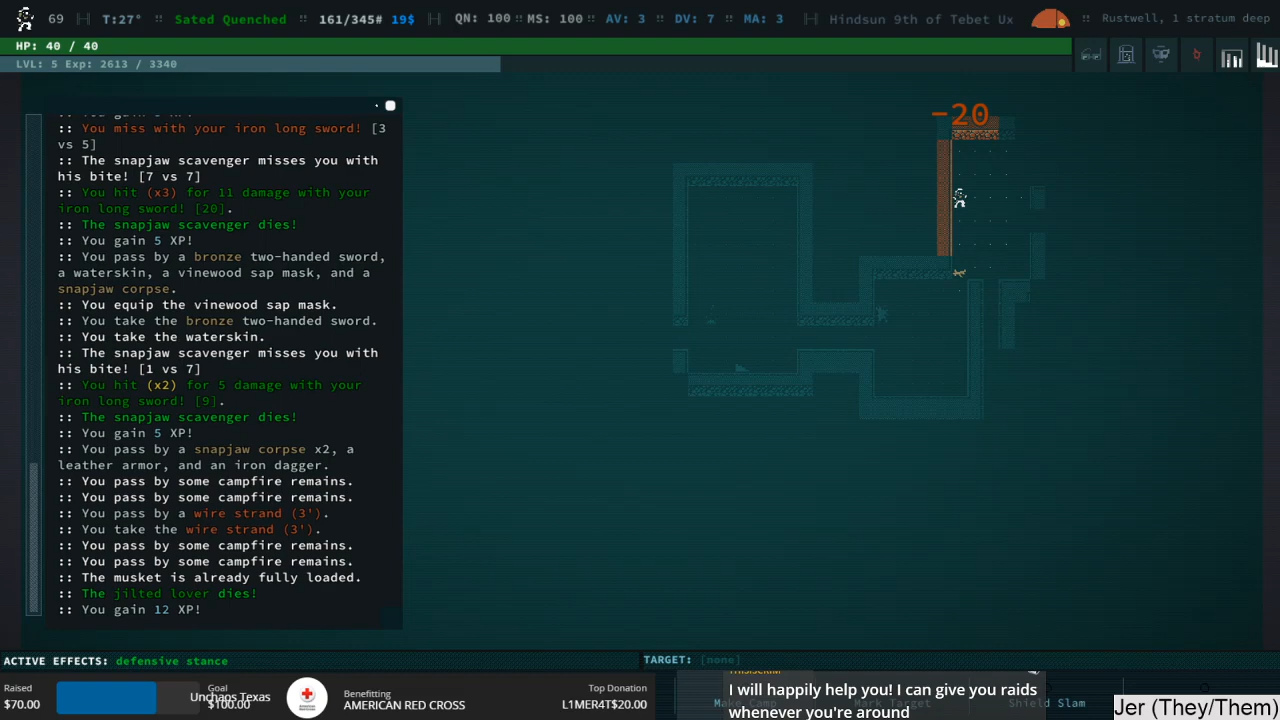 69 T:27° :: Sated Quenched :: 161/345# 19$ QN: 100 :: MS: 100 AV: 3 :: DV: 7 :: MA: 3 Hindsun 9th of Tebet Ux :: Rustwell, 1 stratum deep
HP: 40 / 40
LVL: 5 Exp: 2613 / 3340
-20
:: You miss with your iron long sword! [3
vs 5]
:: The snapjaw scavenger misses you with
his bite! [7 vs 7]
:: You hit (x3) for 11 damage with your
iron long sword! [20].
:: The snapjaw scavenger dies!
:: You gain 5 XP!
:: You pass by a bronze two-handed sword,
a waterskin, a vinewood sap mask, and a
snapjaw corpse.
:: You equip the vinewood sap mask.
:: You take the bronze two-handed sword.
:: You take the waterskin.
:: The snapjaw scavenger misses you with
his bite! [1 vs 7]
:: You hit (x2) for 5 damage with your
iron long sword! [9].
:: The snapjaw scavenger dies!
:: You gain 5 XP!
:: You pass by a snapjaw corpse x2, a
leather armor, and an iron dagger.
:: You pass by some campfire remains.
:: You pass by some campfire remains.
:: You pass by a wire strand (3').
:: You take the wire strand (3').
:: You pass by some campfire remains.
:: You pass by some campfire remains.
:: The musket is already fully loaded.
:: The jilted lover dies!
:: You gain 12 XP!
ACTIVE EFFECTS: defensive stance
TARGET: [none]
Raised
$70.00
Goal
$100.00
Unchaos Texas
Benefitting
AMERICAN RED CROSS
Top Donation
L1MER4T$20.00
I will happily help you! I can give you raids
whenever you're around
Make Camp
Mark Target
Shield Slam
Jer (They/Them)